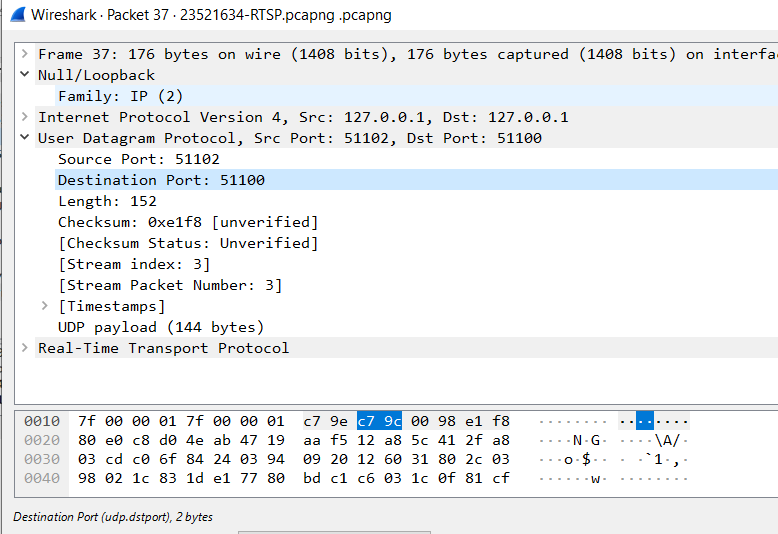 Wireshark · Packet 37 · 23521634-RTSP.pcapng .pcapng
Frame 37: 176 bytes on wire (1408 bits), 176 bytes captured (1408 bits) on interfa
Null/Loopback
Family: IP (2)
Internet Protocol Version 4, Src: 127.0.0.1, Dst: 127.0.0.1
User Datagram Protocol, Src Port: 51102, Dst Port: 51100
Source Port: 51102
Destination Port: 51100
Length: 152
Checksum: 0xe1f8 [unverified]
[Checksum Status: Unverified]
[Stream index: 3]
[Stream Packet Number: 3]
[Timestamps]
UDP payload (144 bytes)
Real-Time Transport Protocol
0010 7f 00 00 01 7f 00 00 01 c7 9e c7 9c 00 98 e1 f8 ········ ········
0020 80 e0 c8 d0 4e ab 47 19 aa f5 12 a8 5c 41 2f a8 ····N·G· ····\A/·
0030 03 cd c0 6f 84 24 03 94 09 20 12 60 31 80 2c 03 ···o·$·· · ·`1·,·
0040 98 02 1c 83 1d e1 77 80 bd c1 c6 03 1c 0f 81 cf ······w· ········
Destination Port (udp.dstport), 2 bytes